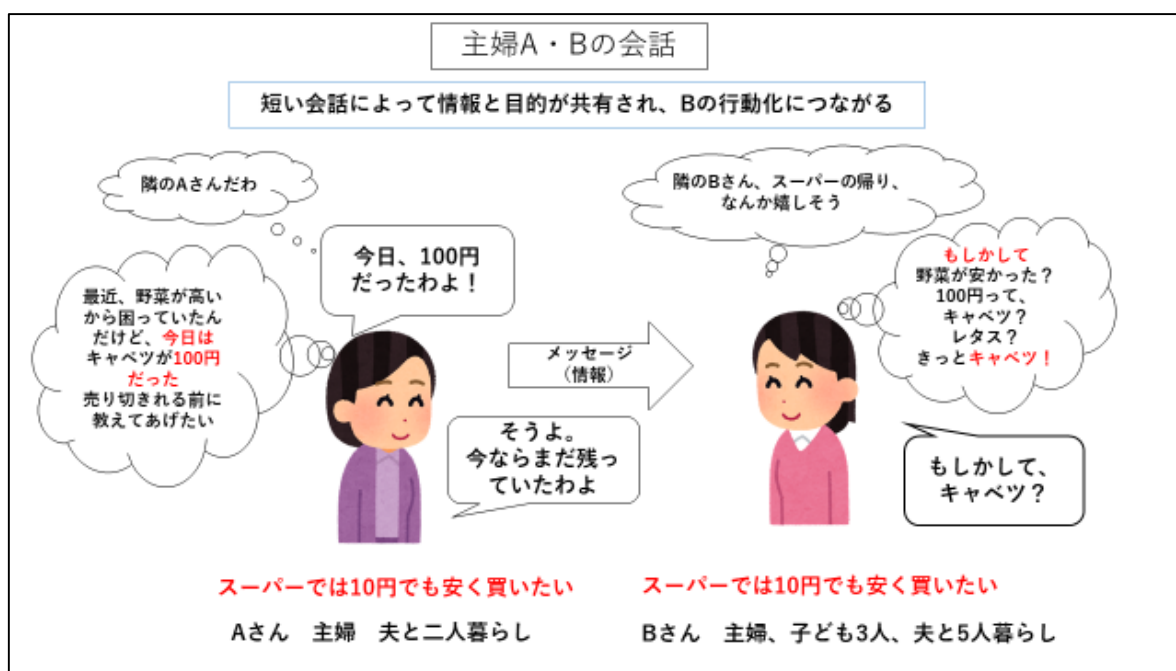 主婦A・Bの会話
短い会話によって情報と目的が共有され、Bの行動化につながる
隣のAさんだわ
今日、100円
だったわよ！
最近、野菜が高い
から困っていたん
だけど、今日は
キャベツが100円
だった
売り切きれる前に
教えてあげたい
メッセージ
（情報）
そうよ。
今ならまだ残っ
ていたわよ
隣のBさん、スーパーの帰り、
なんか嬉しそう
もしかして
野菜が安かった？
100円って、
キャベツ？
レタス？
きっとキャベツ！
もしかして、
キャベツ？
スーパーでは10円でも安く買いたい
Aさん　主婦　夫と二人暮らし
スーパーでは10円でも安く買いたい
Bさん　主婦、子ども3人、夫と5人暮らし